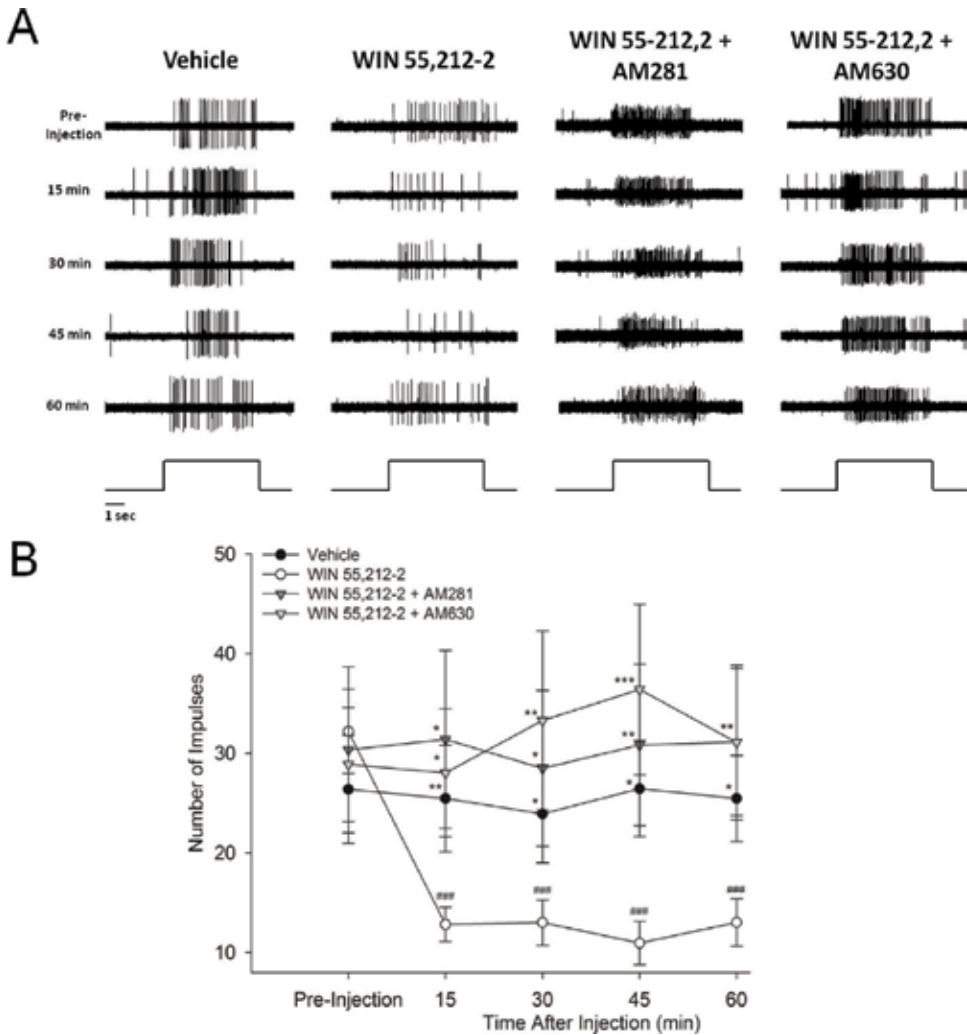 A
Vehicle
WIN 55,212-2
WIN 55-212,2 +
AM281
WIN 55-212,2 +
AM630
Pre-
Injection
15 min
30 min
45 min
60 min
1 sec
B
Vehicle
WIN 55,212-2
WIN 55,212-2 + AM281
WIN 55,212-2 + AM630
Number of Impulses
50
40
30
20
10
*
*
**
###
**
*
*
###
***
**
*
###
**
*
###
Pre-Injection 15 30 45 60
Time After Injection (min)